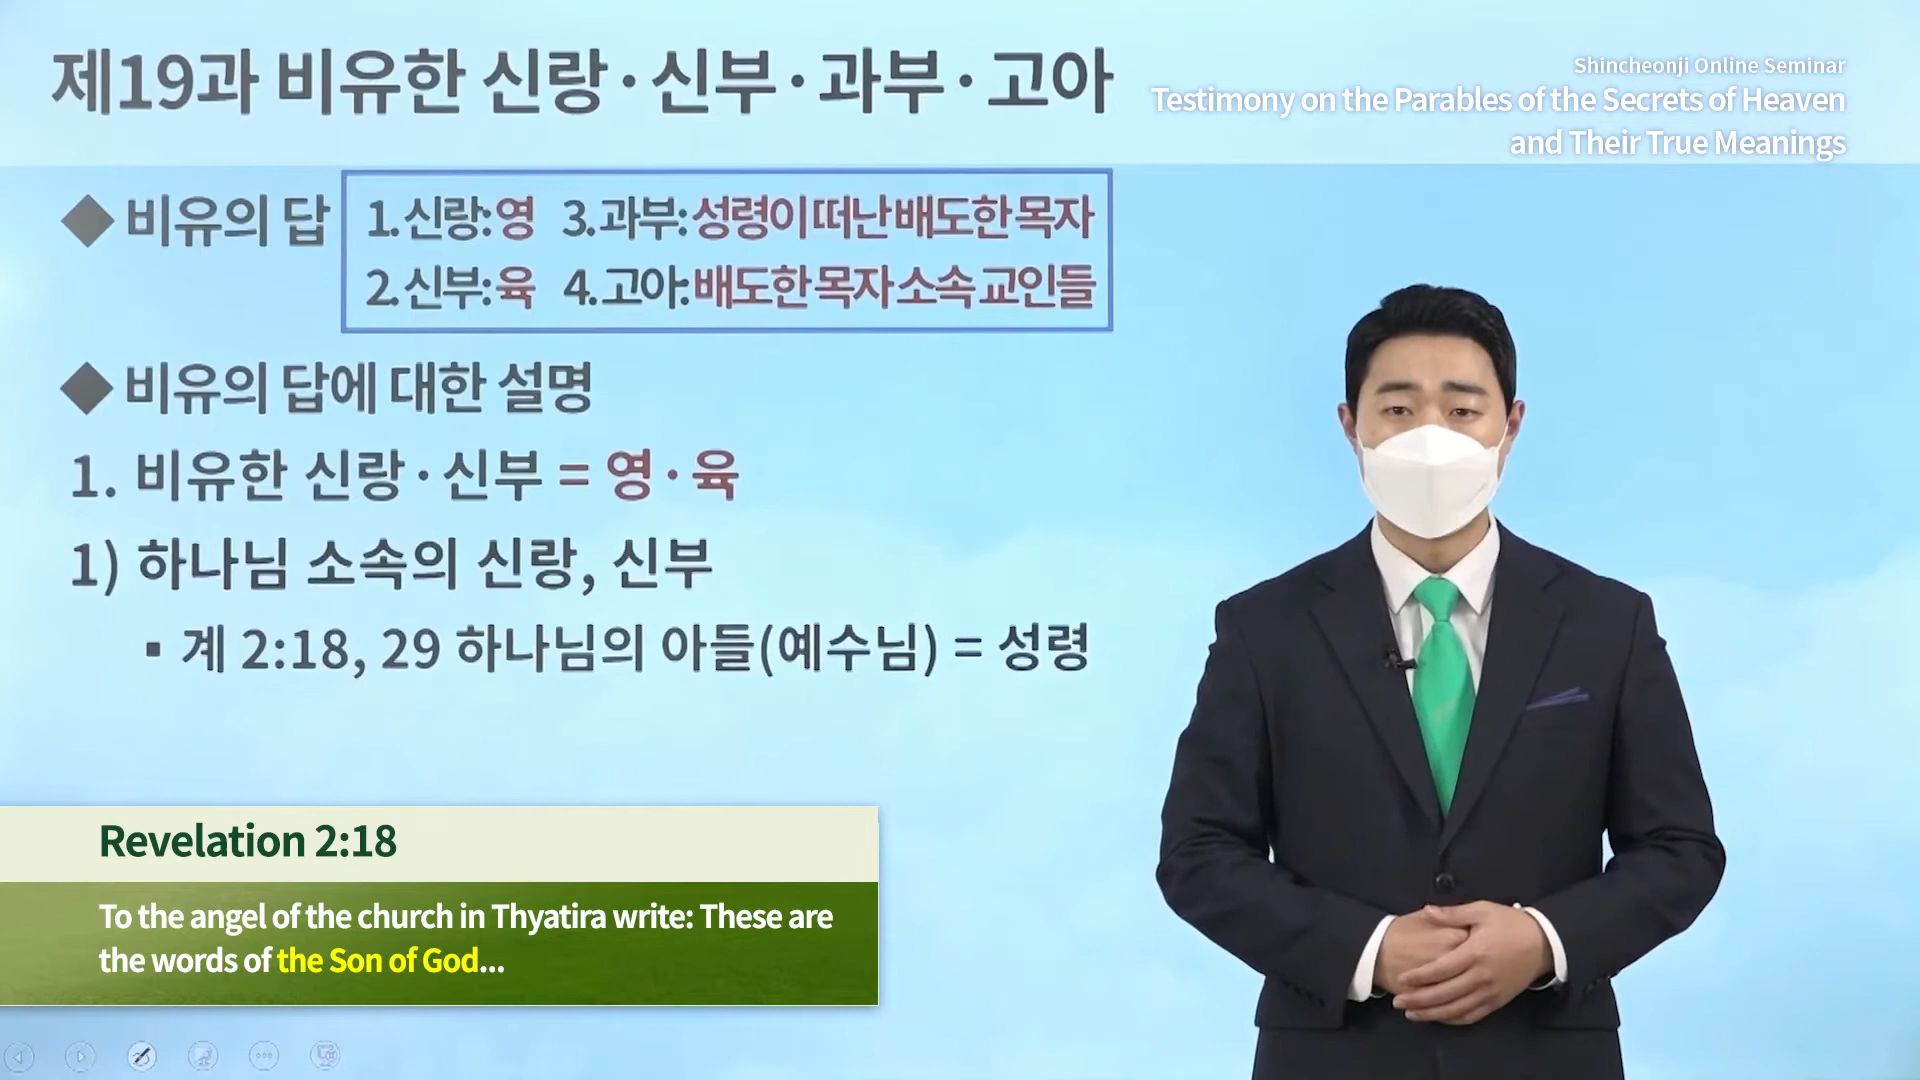 제19과 비유한 신랑·신부·과부·고아
Shincheonji Online Seminar
Testimony on the Parables of the Secrets of Heaven
and Their True Meanings
◆ 비유의 답
1. 신랑: 영 3. 과부: 성령이 떠난 배도한 목자
2. 신부: 육 4. 고아: 배도한 목자 소속 교인들
◆ 비유의 답에 대한 설명
1. 비유한 신랑·신부 = 영·육
1) 하나님 소속의 신랑, 신부
▪ 계 2:18, 29 하나님의 아들(예수님) = 성령
Revelation 2:18
To the angel of the church in Thyatira write: These are
the words of the Son of God...